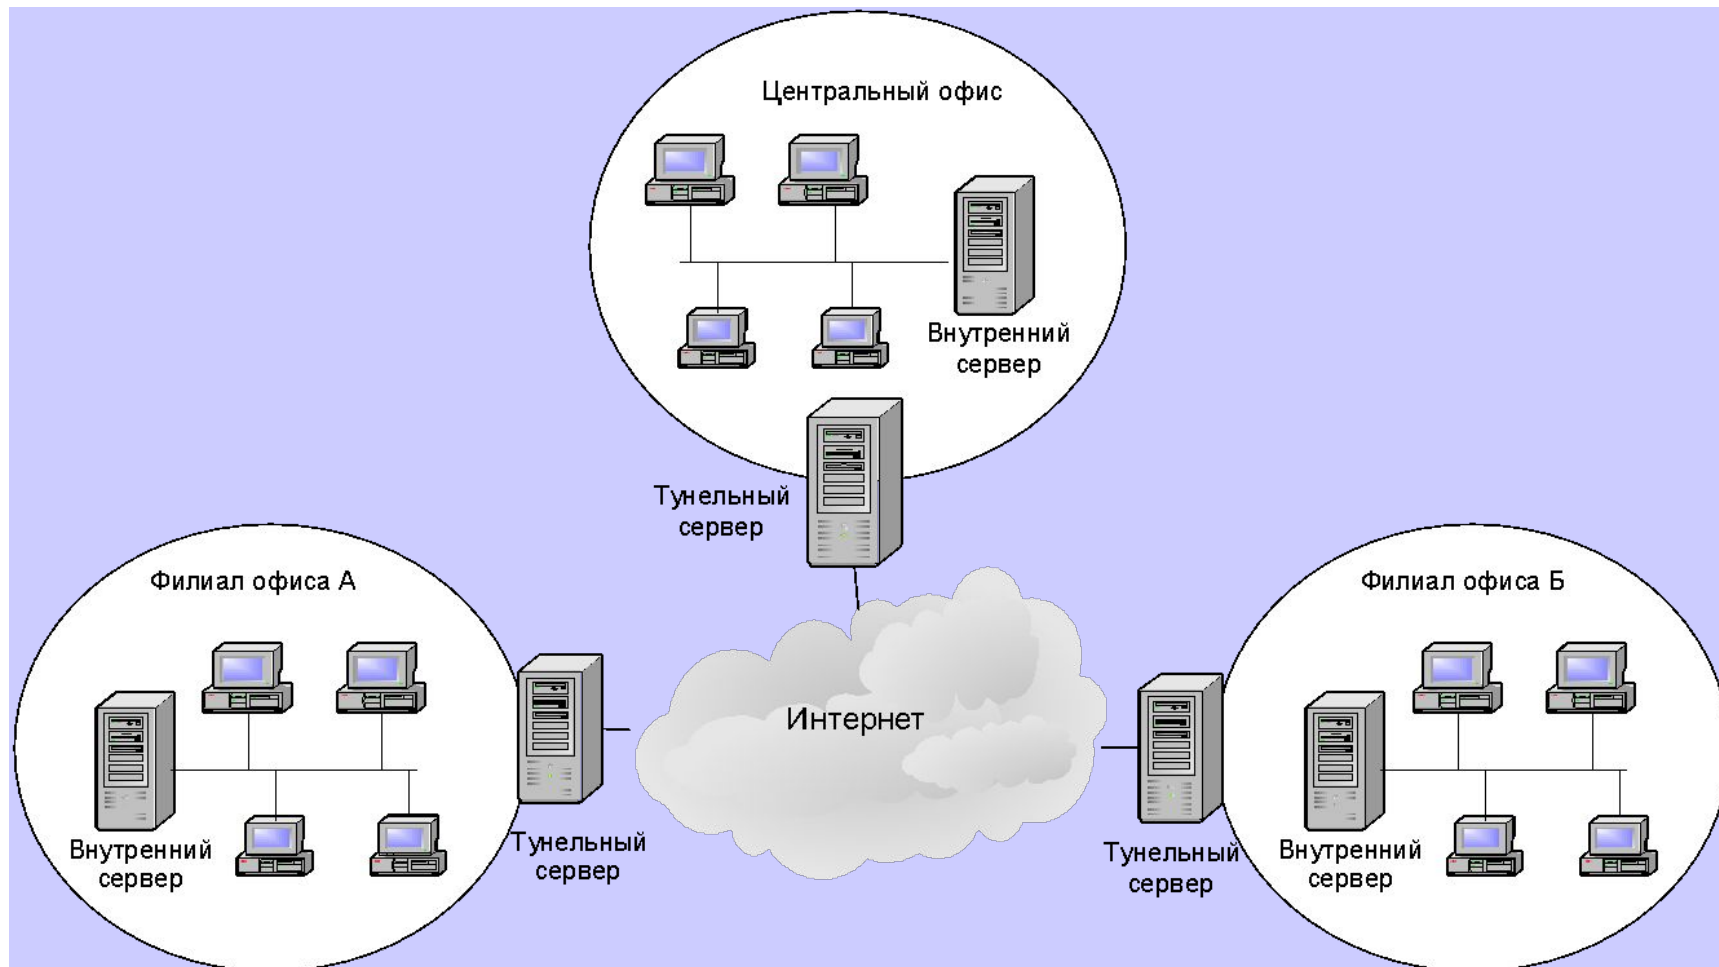 Центральный офис
Внутренний
сервер
Тунельный
сервер
Филиал офиса А
Внутренний
сервер
Тунельный
сервер
Интернет
Филиал офиса Б
Тунельный
сервер
Внутренний
сервер